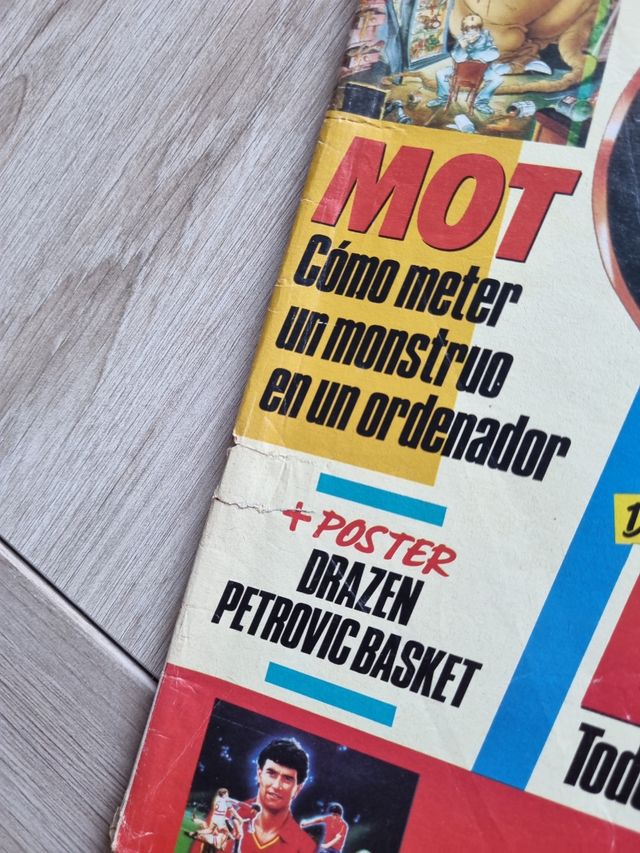 MOT
Cómo meter
un monstruo
en un ordenador
+ POSTER
DRAZEN
PETROVIC BASKET